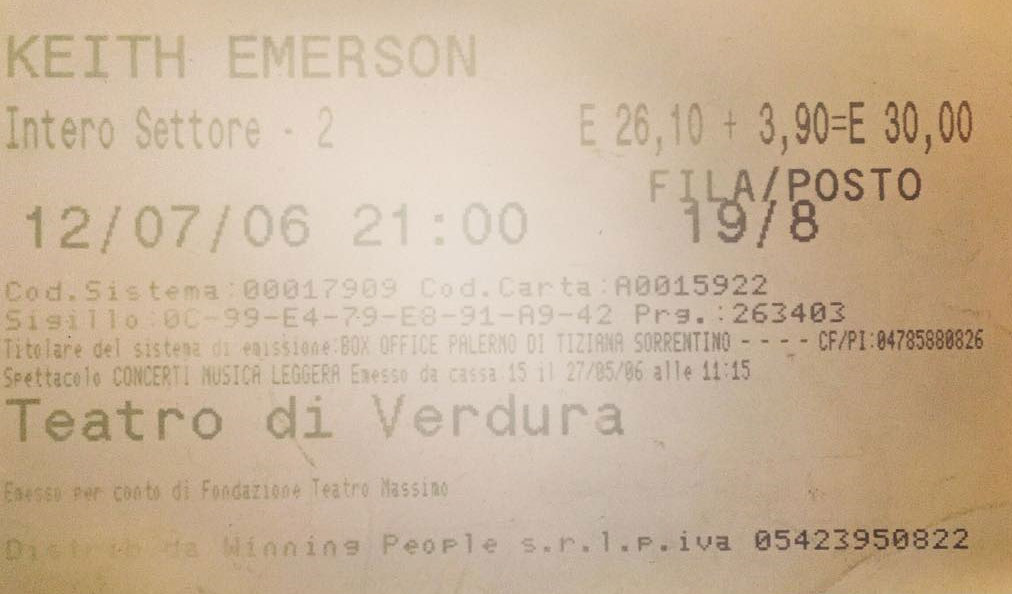 KEITH EMERSON
Intero Settore - 2 E 26,10 + 3,90=E 30,00
FILA/POSTO
12/07/06 21:00 19/8
Cod.Sistema:00017909 Cod.Carta:A0015922
Sigillo:0C-99-E4-79-E8-91-A9-42 Prg.:263403
Titolare del sistema di emissione:BOX OFFICE PALERMO DI TIZIANA SORRENTINO - - - - CF/PI:04785880826
Spettacolo CONCERTI MUSICA LEGGERA Emesso da cassa 15 il 27/05/06 alle 11:15
Teatro di Verdura
Emesso per conto di Fondazione Teatro Massimo
Distrib da Winning People s.r.l.p.iva 05423950822